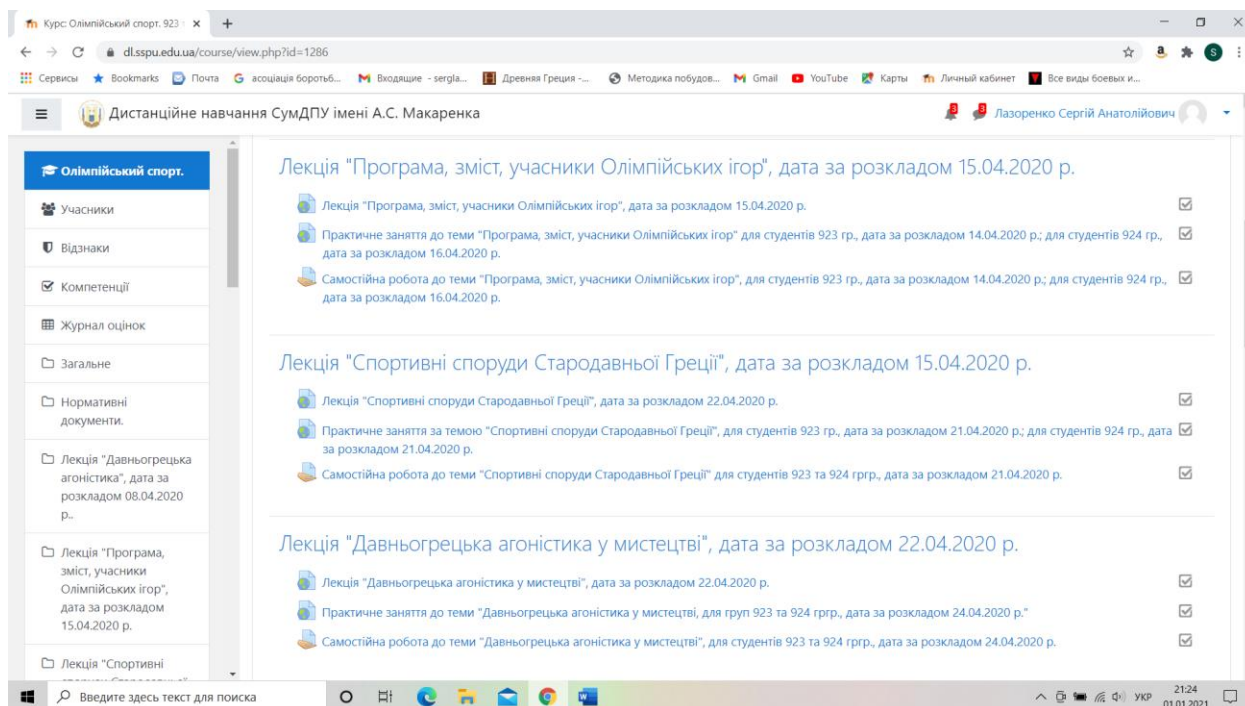 Курс: Олімпійський спорт. 923
dl.sspu.edu.ua/course/view.php?id=1286
S
Сервисы
Bookmarks
Почта
асоціація боротьб...
Входящие - sergla...
Древняя Греция -...
Методика побудов...
Gmail
YouTube
Карты
Личный кабинет
Все виды боевых и...
Дистанційне навчання СумДПУ імені А.С. Макаренка
3
3
Лазоренко Сергій Анатолійович
Олімпійський спорт.
Учасники
Відзнаки
Компетенції
Журнал оцінок
Загальне
Нормативні
документи.
Лекція "Давньогрецька
агоністика", дата за
розкладом 08.04.2020
р..
Лекція "Програма,
зміст, учасники
Олімпійських ігор",
дата за розкладом
15.04.2020 р.
Лекція "Спортивні
Лекція "Програма, зміст, учасники Олімпійських ігор", дата за розкладом 15.04.2020 р.
Лекція "Програма, зміст, учасники Олімпійських ігор", дата за розкладом 15.04.2020 р.
Практичне заняття до теми "Програма, зміст, учасники Олімпійських ігор" для студентів 923 гр., дата за розкладом 14.04.2020 р.; для студентів 924 гр.,
дата за розкладом 16.04.2020 р.
Самостійна робота до теми "Програма, зміст, учасники Олімпійських ігор", для студентів 923 гр., дата за розкладом 14.04.2020 р.; для студентів 924 гр.,
дата за розкладом 16.04.2020 р.
Лекція "Спортивні споруди Стародавньої Греції", дата за розкладом 15.04.2020 р.
Лекція "Спортивні споруди Стародавньої Греції", дата за розкладом 22.04.2020 р.
Практичне заняття за темою "Спортивні споруди Стародавньої Греції", для студентів 923 гр., дата за розкладом 21.04.2020 р.; для студентів 924 гр., дата
за розкладом 21.04.2020 р.
Самостійна робота до теми "Спортивні споруди Стародавньої Греції" для студентів 923 та 924 гргр., дата за розкладом 21.04.2020 р.
Лекція "Давньогрецька агоністика у мистецтві", дата за розкладом 22.04.2020 р.
Лекція "Давньогрецька агоністика у мистецтві", дата за розкладом 22.04.2020 р.
Практичне заняття до теми "Давньогрецька агоністика у мистецтві, для груп 923 та 924 гргр., дата за розкладом 24.04.2020 р."
Самостійна робота до теми "Давньогрецька агоністика у мистецтві", для студентів 923 та 924 гргр., дата за розкладом 24.04.2020 р.
Введите здесь текст для поиска
УКР
21:24
01.01.2021